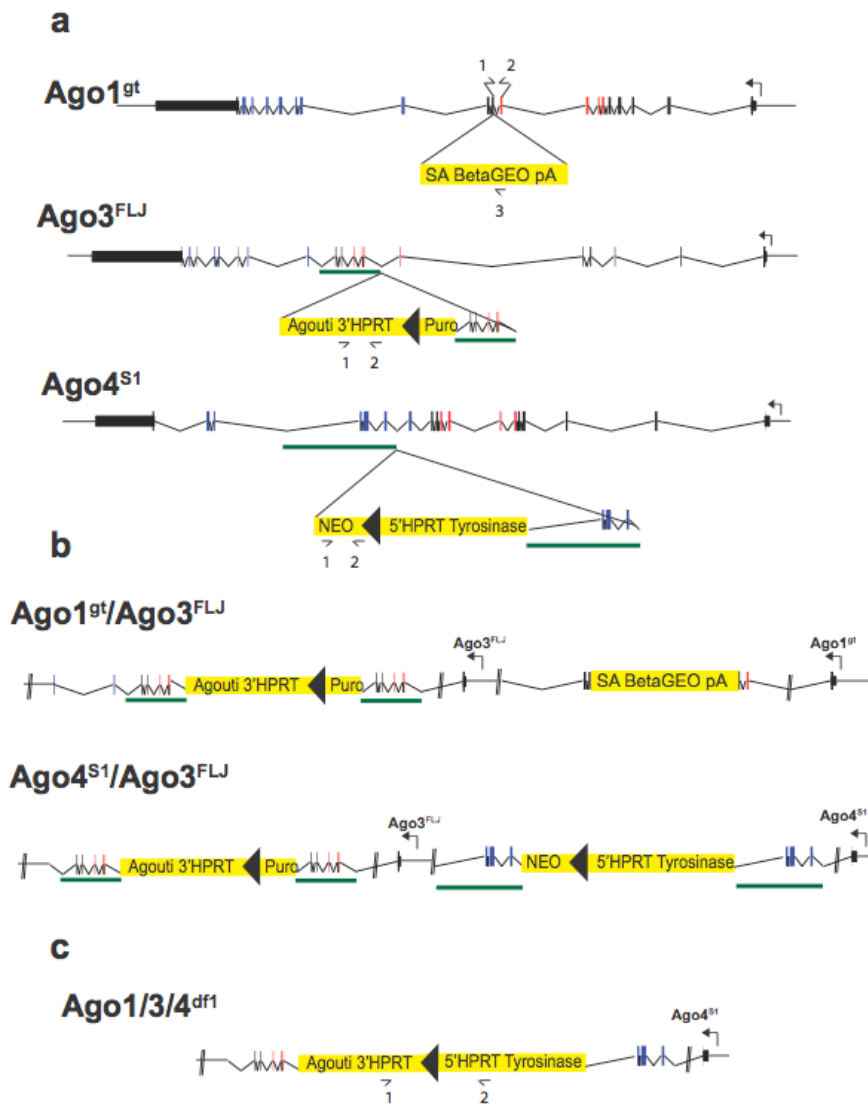 a
Ago1gt
1 2
SA BetaGEO pA
3
Ago3FLJ
Agouti 3'HPRT Puro
1 2
Ago4S1
NEO 5'HPRT Tyrosinase
1 2
b
Ago1gt/Ago3FLJ
Ago3FLJ Ago1gt
Agouti 3'HPRT Puro SA BetaGEO pA
Ago4S1/Ago3FLJ
Ago3FLJ Ago4S1
Agouti 3'HPRT Puro NEO 5'HPRT Tyrosinase
c
Ago1/3/4df1
Ago4S1
Agouti 3'HPRT 5'HPRT Tyrosinase
1 2